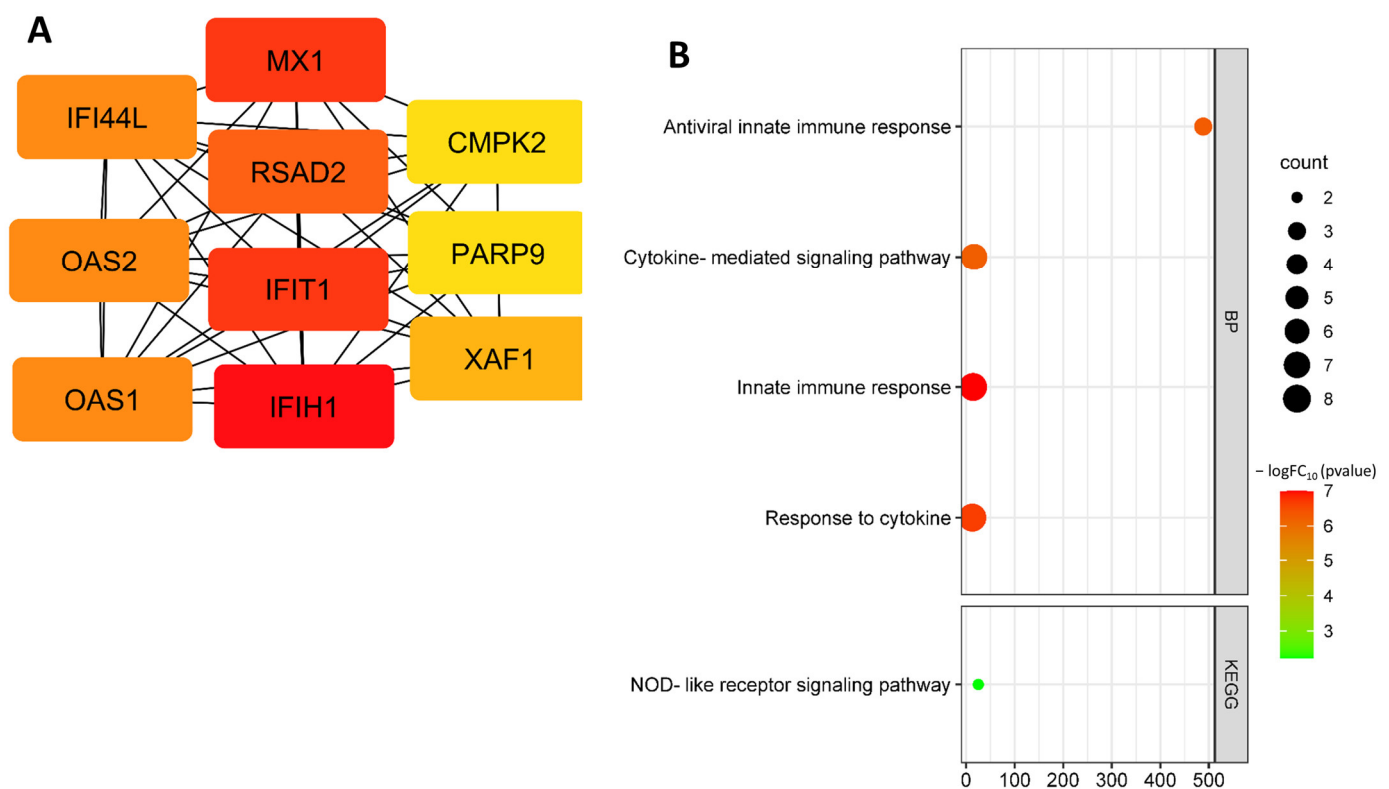 A
MX1
IFI44L
CMPK2
RSAD2
OAS2
PARP9
IFIT1
XAF1
OAS1
IFIH1
B
Antiviral innate immune response
Cytokine- mediated signaling pathway
Innate immune response
Response to cytokine
BP
NOD- like receptor signaling pathway
KEGG
0 100 200 300 400 500
count
2
3
4
5
6
7
8
− logFC₁₀ (pvalue)
7
6
5
4
3